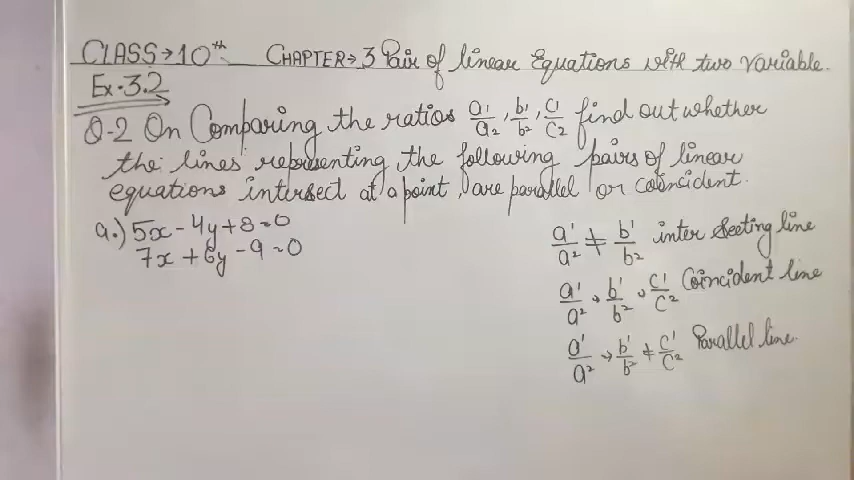 CLASS→10th CHAPTER→3 Pair of linear Equations with two variable.
Ex.3.2
Q-2 On Comparing the ratios a1/a2, b1/b2, c1/c2 find out whether
the lines representing the following pairs of linear
equations intersect at a point, are parallel or coincident.
a.) 5x - 4y + 8 = 0
7x + 6y - 9 = 0
a1/a2 ≠ b1/b2 inter Secting line
a1/a2 = b1/b2 = c1/c2 Coincident line
a1/a2 = b1/b2 ≠ c1/c2 Parallel line.